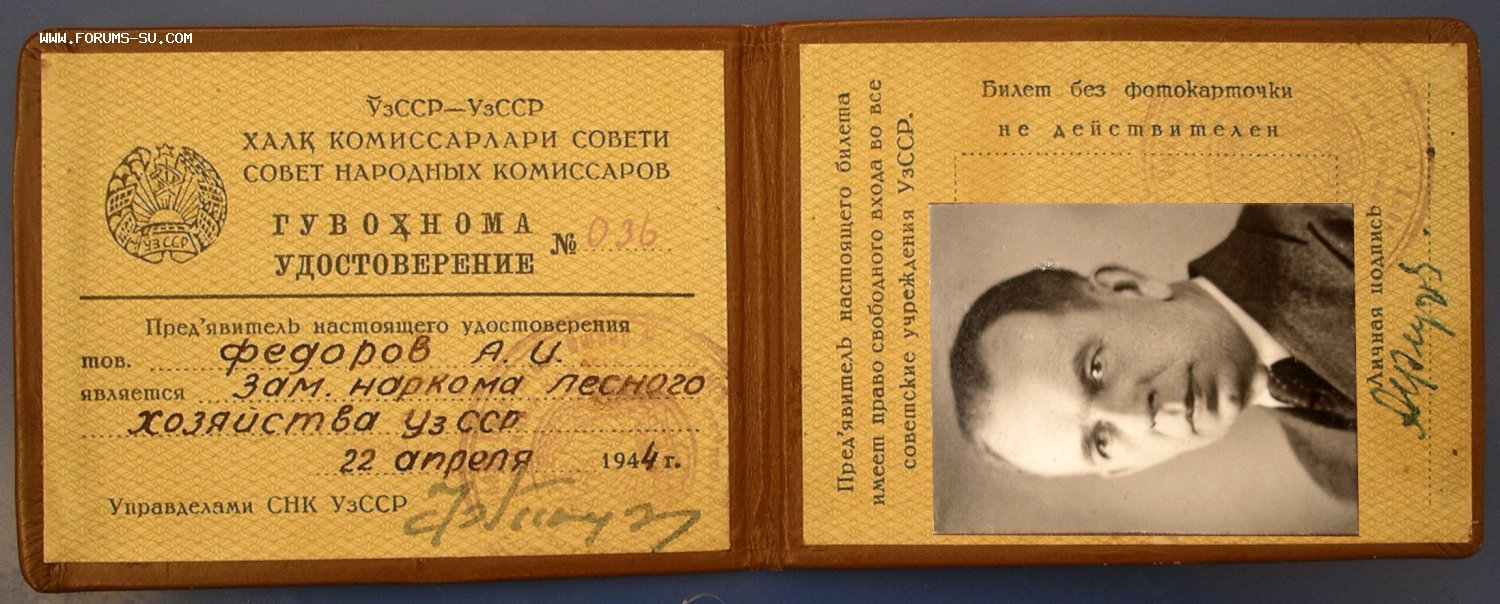 WWW.FORUMS-SU.COM
ЎзССР—УзССР
ХАЛҚ КОМИССАРЛАРИ СОВЕТИ
СОВЕТ НАРОДНЫХ КОМИССАРОВ
ГУВОҲНОМА
УДОСТОВЕРЕНИЕ
№ 036
УзССР
Пред'явитель настоящего удостоверения
тов. Федоров А. И.
является Зам. наркома лесного
хозяйства УзССР
22 апреля 1944 г.
Управделами СНК УзССР
Пред'явитель настоящего билета
имеет право свободного входа во все
советские учреждения УзССР.
Билет без фотокарточки
не действителен
Личная подпись